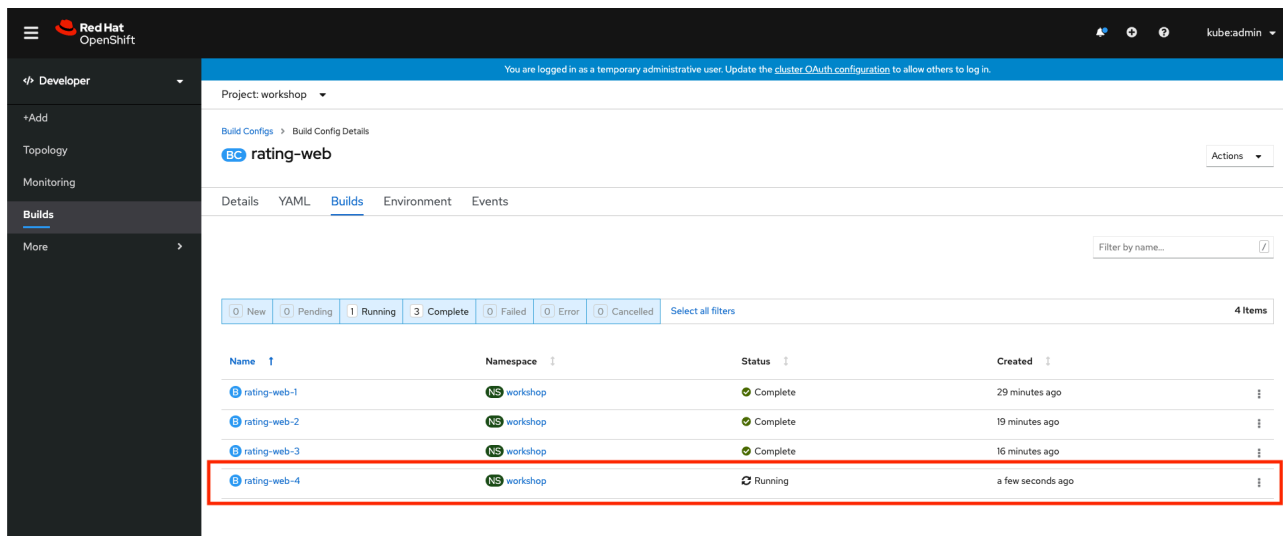 Red Hat
OpenShift
kube:admin
</> Developer
You are logged in as a temporary administrative user. Update the cluster OAuth configuration to allow others to log in.
Project: workshop
+Add
Topology
Monitoring
Builds
More
Build Configs > Build Config Details
BC rating-web
Actions
Details YAML Builds Environment Events
Filter by name... /
0 New 0 Pending 1 Running 3 Complete 0 Failed 0 Error 0 Cancelled Select all filters 4 Items
Name Namespace Status Created
B rating-web-1 NS workshop Complete 29 minutes ago
B rating-web-2 NS workshop Complete 19 minutes ago
B rating-web-3 NS workshop Complete 16 minutes ago
B rating-web-4 NS workshop Running a few seconds ago